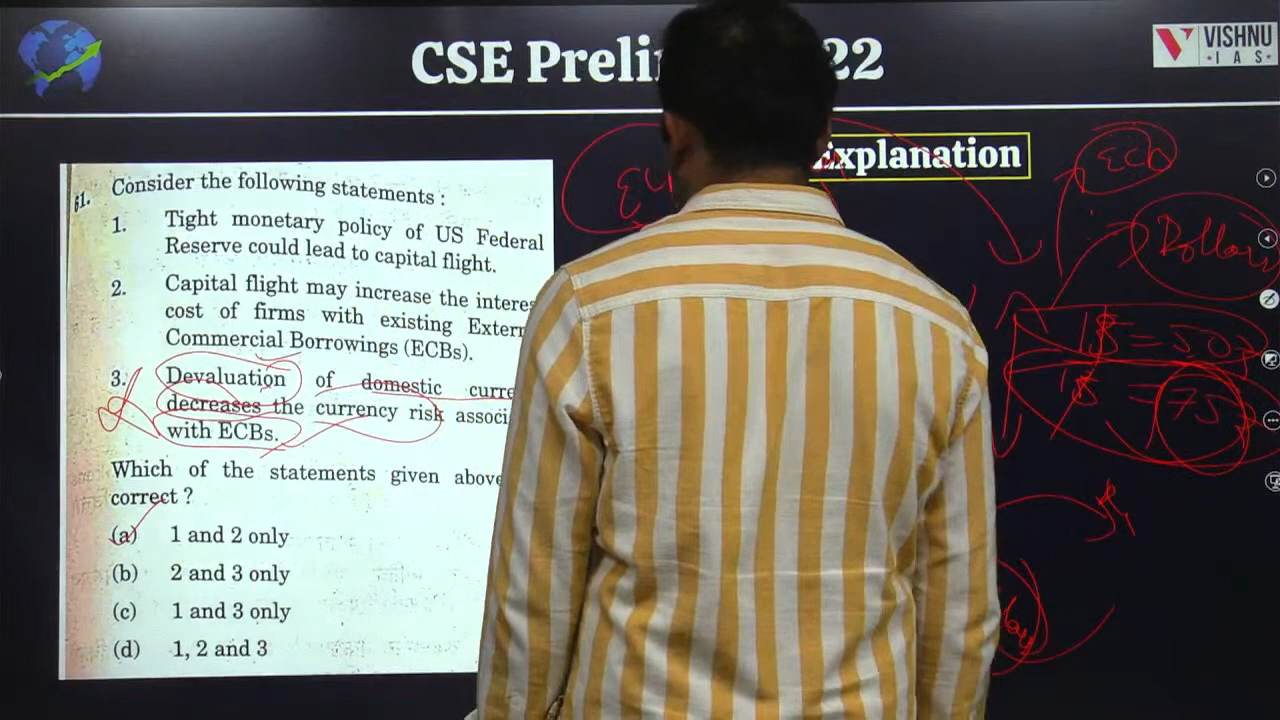 CSE Preli 22
VISHNU
I A S
Explanation
61. Consider the following statements :
1. Tight monetary policy of US Federal
Reserve could lead to capital flight.
2. Capital flight may increase the interes
cost of firms with existing Extern
Commercial Borrowings (ECBs).
3. Devaluation of domestic curre
decreases the currency risk associ
with ECBs.
Which of the statements given above
correct ?
(a) 1 and 2 only
(b) 2 and 3 only
(c) 1 and 3 only
(d) 1, 2 and 3
Dollars
1$ = 50
1$ = 75